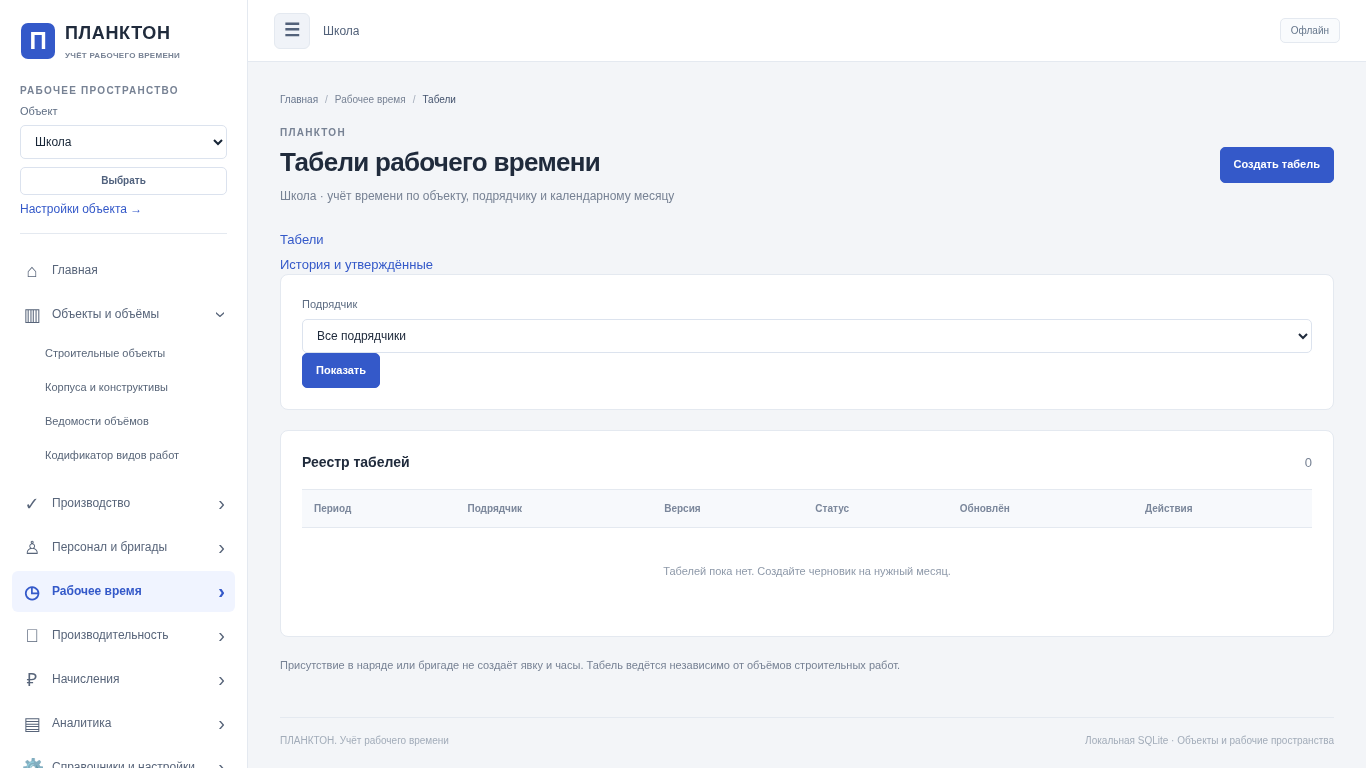 П
ПЛАНКТОН
УЧЁТ РАБОЧЕГО ВРЕМЕНИ
РАБОЧЕЕ ПРОСТРАНСТВО
Объект
Школа
Выбрать
Настройки объекта →
Главная
Объекты и объёмы
Строительные объекты
Корпуса и конструктивы
Ведомости объёмов
Кодификатор видов работ
Производство
Персонал и бригады
Рабочее время
Производительность
₽ Начисления
Аналитика
Справочники и настройки
Школа
Офлайн
Главная / Рабочее время / Табели
ПЛАНКТОН
Табели рабочего времени
Создать табель
Школа · учёт времени по объекту, подрядчику и календарному месяцу
Табели
История и утверждённые
Подрядчик
Все подрядчики
Показать
Реестр табелей 0
Период Подрядчик Версия Статус Обновлён Действия
Табелей пока нет. Создайте черновик на нужный месяц.
Присутствие в наряде или бригаде не создаёт явку и часы. Табель ведётся независимо от объёмов строительных работ.
ПЛАНКТОН. Учёт рабочего времени
Локальная SQLite · Объекты и рабочие пространства